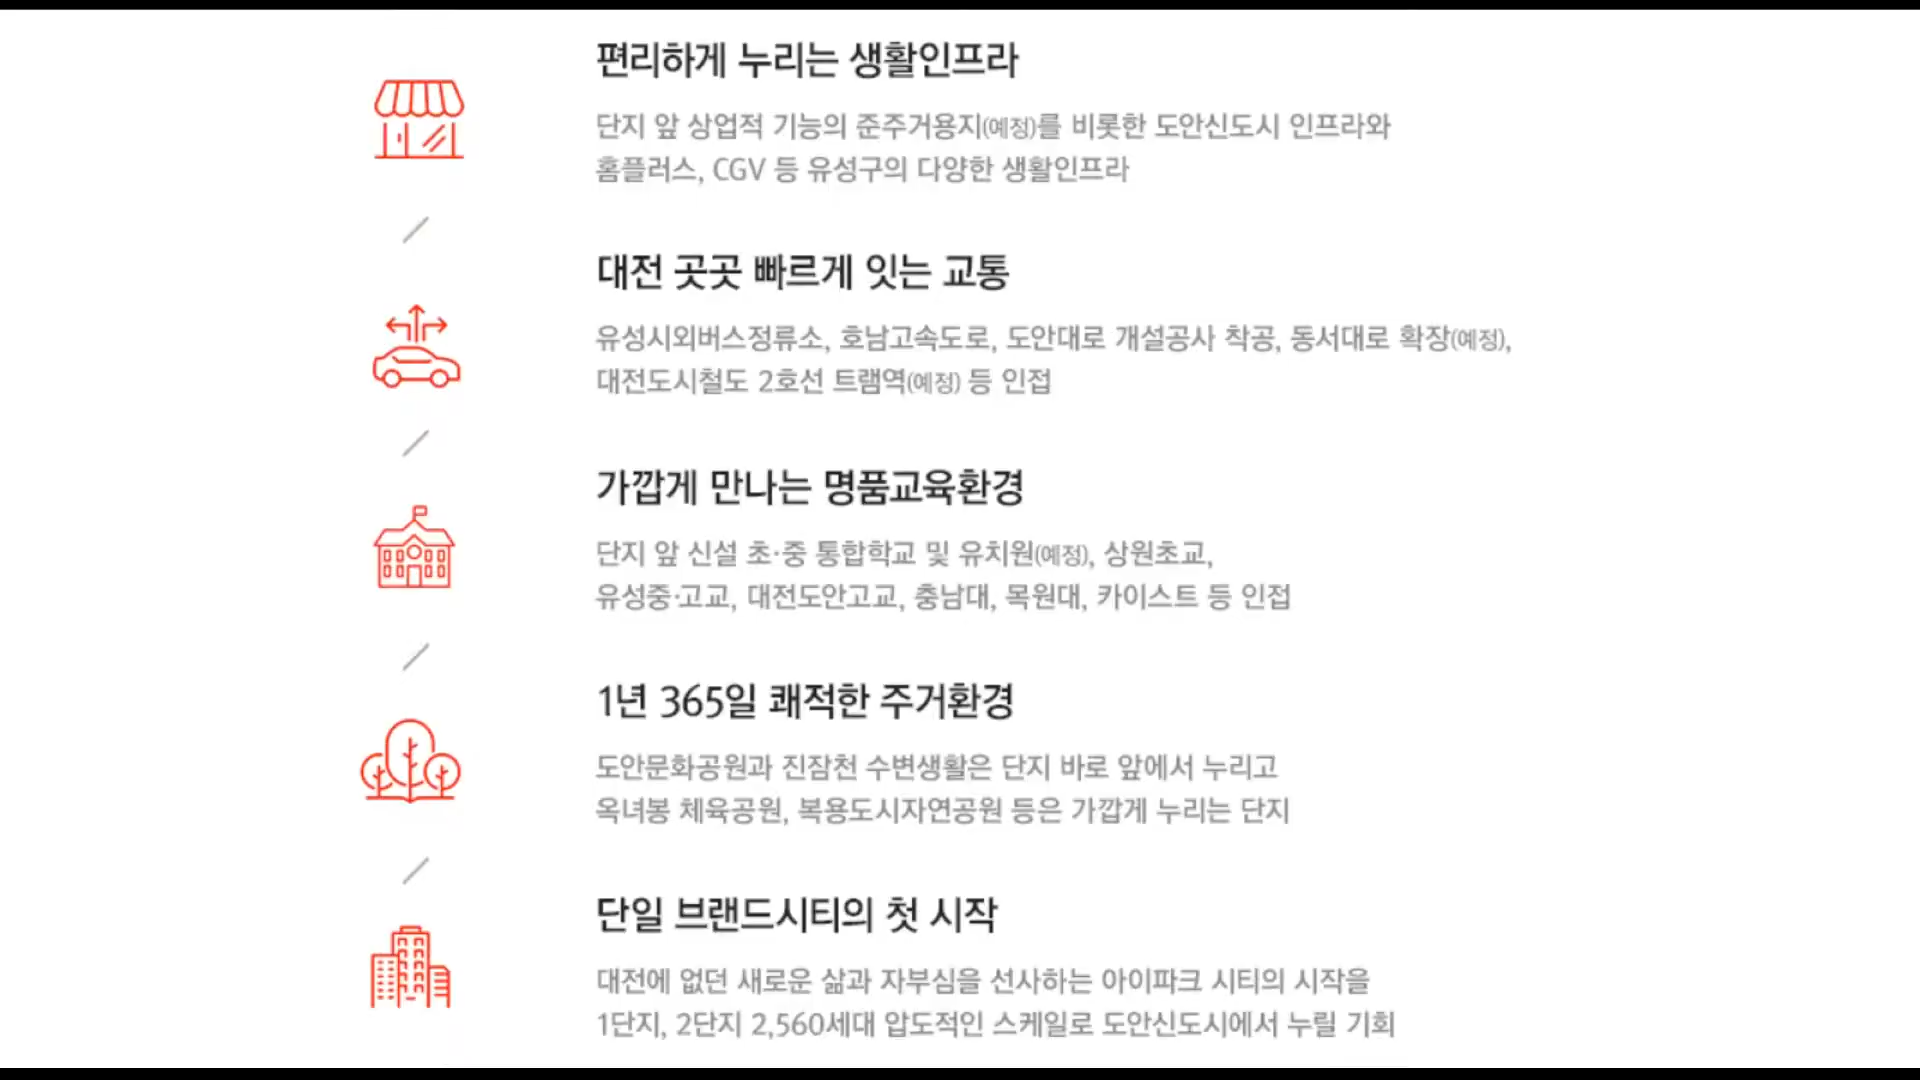 편리하게 누리는 생활인프라
단지 앞 상업적 기능의 준주거용지(예정)를 비롯한 도안신도시 인프라와
홈플러스, CGV 등 유성구의 다양한 생활인프라
대전 곳곳 빠르게 잇는 교통
유성시외버스정류소, 호남고속도로, 도안대로 개설공사 착공, 동서대로 확장(예정),
대전도시철도 2호선 트램역(예정) 등 인접
가깝게 만나는 명품교육환경
단지 앞 신설 초·중 통합학교 및 유치원(예정), 상원초교,
유성중·고교, 대전도안고교, 충남대, 목원대, 카이스트 등 인접
1년 365일 쾌적한 주거환경
도안문화공원과 진잠천 수변생활은 단지 바로 앞에서 누리고
옥녀봉 체육공원, 복용도시자연공원 등은 가깝게 누리는 단지
단일 브랜드시티의 첫 시작
대전에 없던 새로운 삶과 자부심을 선사하는 아이파크 시티의 시작을
1단지, 2단지 2,560세대 압도적인 스케일로 도안신도시에서 누릴 기회